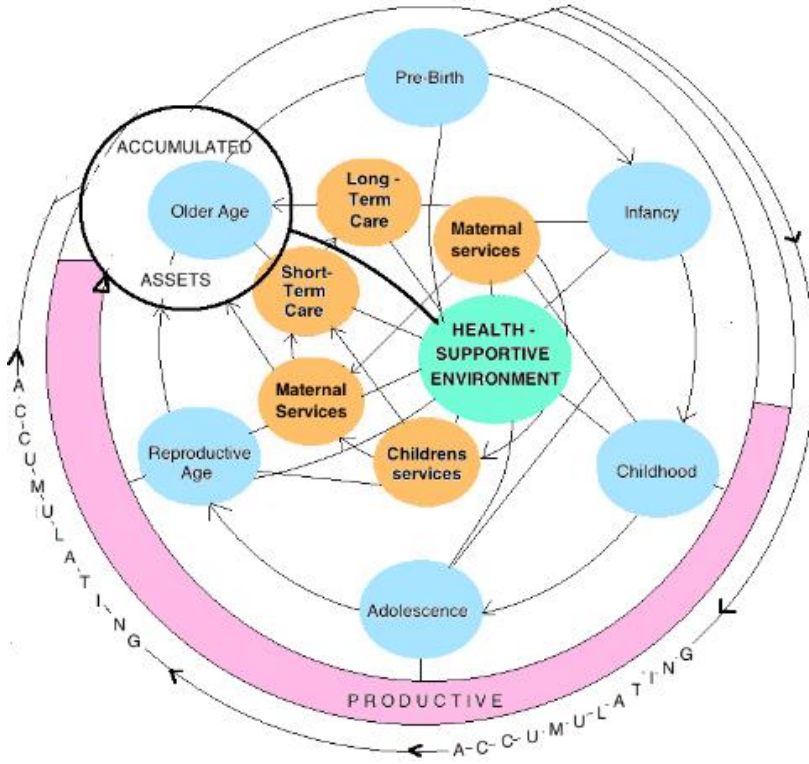 Pre-Birth
ACCUMULATED
Older Age
ASSETS
Long -
Term
Care
Maternal
services
Infancy
Short-
Term
Care
HEALTH -
SUPPORTIVE
ENVIRONMENT
Maternal
Services
Reproductive
Age
Childrens
services
Childhood
Adolescence
PRODUCTIVE
ACCUMULATING
A-C-C-U-M-U-L-A-T-I-N-G